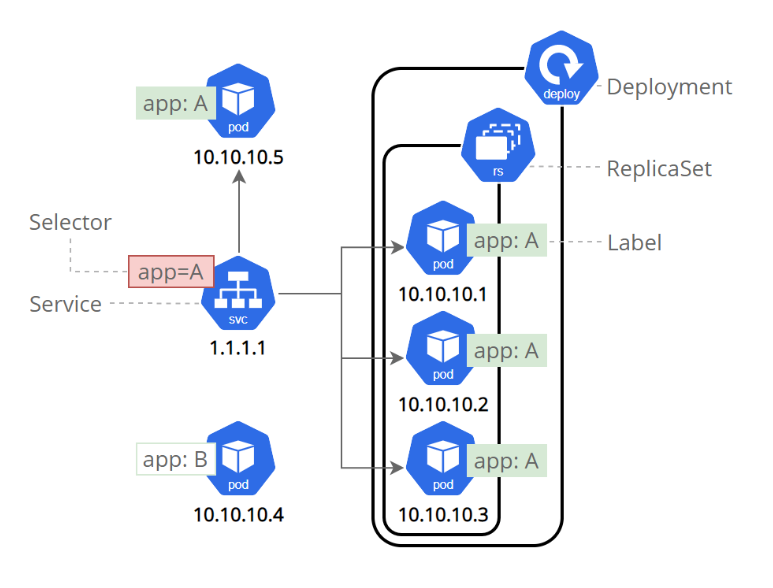 deploy
Deployment
app: A
pod
10.10.10.5
rs
ReplicaSet
Selector
app=A
Service
svc
1.1.1.1
pod
app: A
Label
10.10.10.1
pod
app: A
10.10.10.2
app: B
pod
10.10.10.4
pod
app: A
10.10.10.3